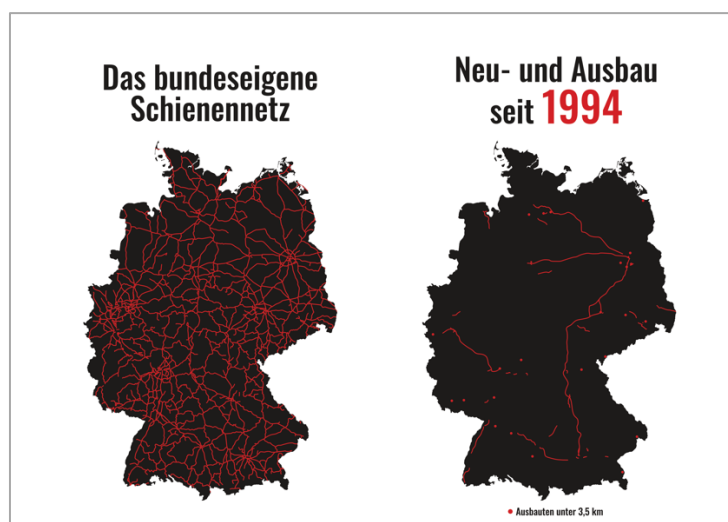 Das bundeseigene
Schienennetz
Neu- und Ausbau
seit 1994
Ausbauten unter 3,5 km